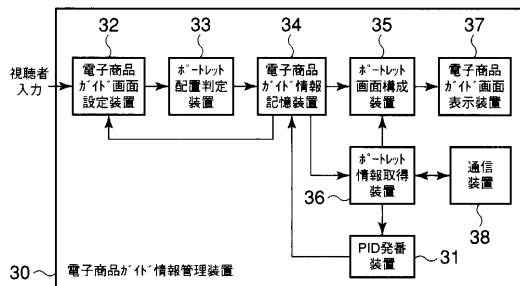 32
33
34
35
37
視聴者
入力
電子商品
ｶﾞｲﾄﾞ画面
設定装置
ﾎﾟｰﾄﾚｯﾄ
配置判定
装置
電子商品
ｶﾞｲﾄﾞ情報
記憶装置
ﾎﾟｰﾄﾚｯﾄ
画面構成
装置
電子商品
ｶﾞｲﾄﾞ画面
表示装置
ﾎﾟｰﾄﾚｯﾄ
情報取得
装置
36
通信
装置
38
PID発番
装置
31
30
電子商品ｶﾞｲﾄﾞ情報管理装置